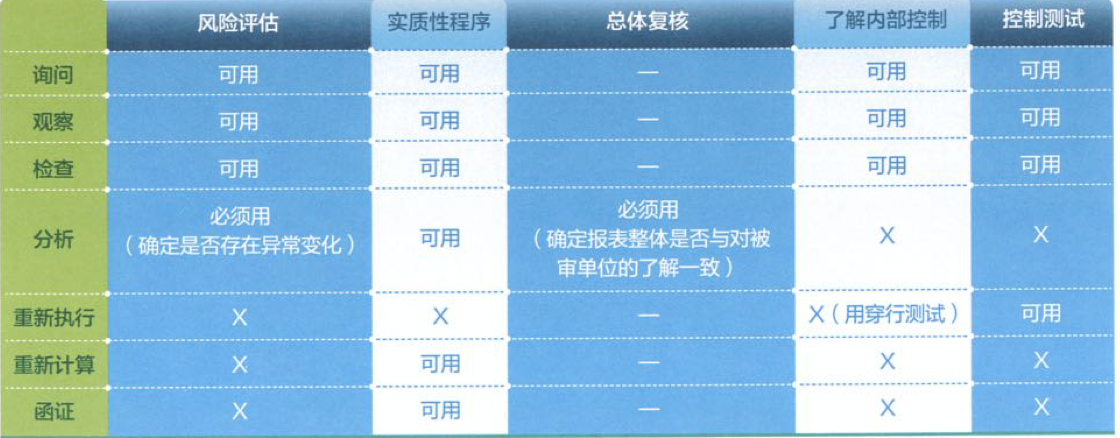 风险评估 实质性程序 总体复核 了解内部控制 控制测试
询问 可用 可用 — 可用 可用
观察 可用 可用 — 可用 可用
检查 可用 可用 — 可用 可用
分析 必须用 可用 必须用 X X
（确定是否存在异常变化） （确定报表整体是否与对被
审单位的了解一致）
重新执行 X X — X（用穿行测试） 可用
重新计算 X 可用 — X X
函证 X 可用 — X X